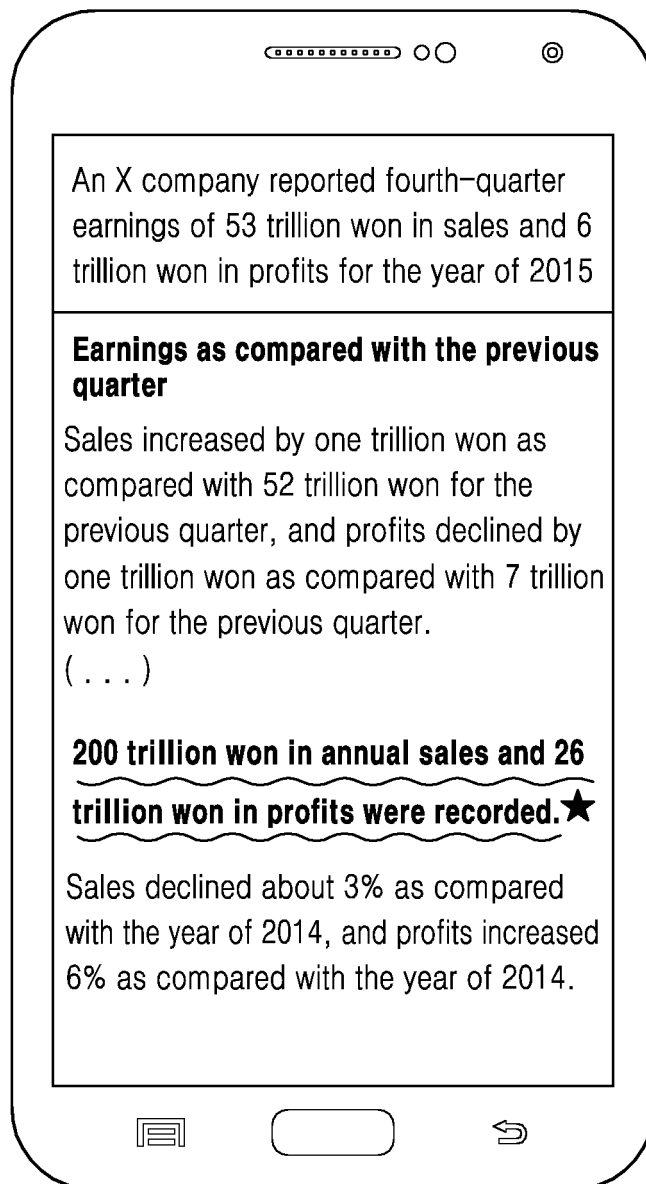 An X company reported fourth-quarter
earnings of 53 trillion won in sales and 6
trillion won in profits for the year of 2015
Earnings as compared with the previous
quarter
Sales increased by one trillion won as
compared with 52 trillion won for the
previous quarter, and profits declined by
one trillion won as compared with 7 trillion
won for the previous quarter.
(...)
200 trillion won in annual sales and 26
trillion won in profits were recorded.★
Sales declined about 3% as compared
with the year of 2014, and profits increased
6% as compared with the year of 2014.